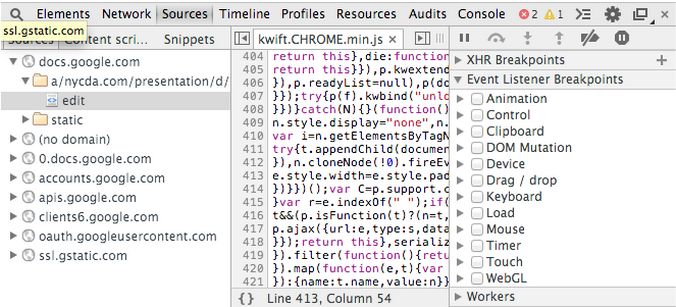 Elements Network Sources Timeline Profiles Resources Audits Console 2 1
ssl.gstatic.com
Sources Content scri... Snippets
kwift.CHROME.min.js
docs.google.com
a/nycda.com/presentation/d/
edit
static
(no domain)
0.docs.google.com
accounts.google.com
apis.google.com
clients6.google.com
oauth.googleusercontent.com
ssl.gstatic.com
404 return this},die:function
405 return this}}),p.kwextend
406 }),p.readyList=null),p(do
407 }});try{p(f).kwbind("unlo
408 }})}catch(N){}(function()
409 n.style.display="none",n.
410 var i=n.getElementsByTagN
411 try{t.appendChild(documen
412 }),n.cloneNode(!0).fireEv
413 e.style.width=e.style.pad
414 })}})();var C=p.support.c
415 }var r=e.indexOf(" ");if(
416 t&&(p.isFunction(t)?(n=t,
417 p.ajax({url:e,type:s,data
418 }});return this},serializ
419 }).filter(function(){retu
420 }).map(function(e,t){var
421 }):{name:t.name,value:n}}
{} Line 413, Column 54
XHR Breakpoints
Event Listener Breakpoints
Animation
Control
Clipboard
DOM Mutation
Device
Drag / drop
Keyboard
Load
Mouse
Timer
Touch
WebGL
Workers